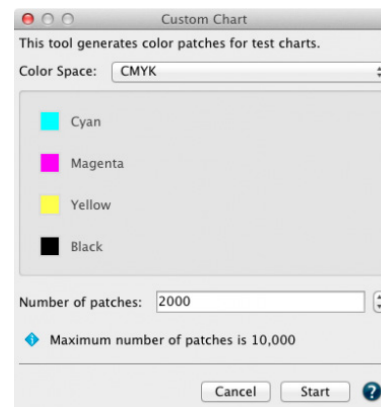 Custom Chart
This tool generates color patches for test charts.
Color Space: CMYK
Cyan
Magenta
Yellow
Black
Number of patches: 2000
Maximum number of patches is 10,000
Cancel Start ?